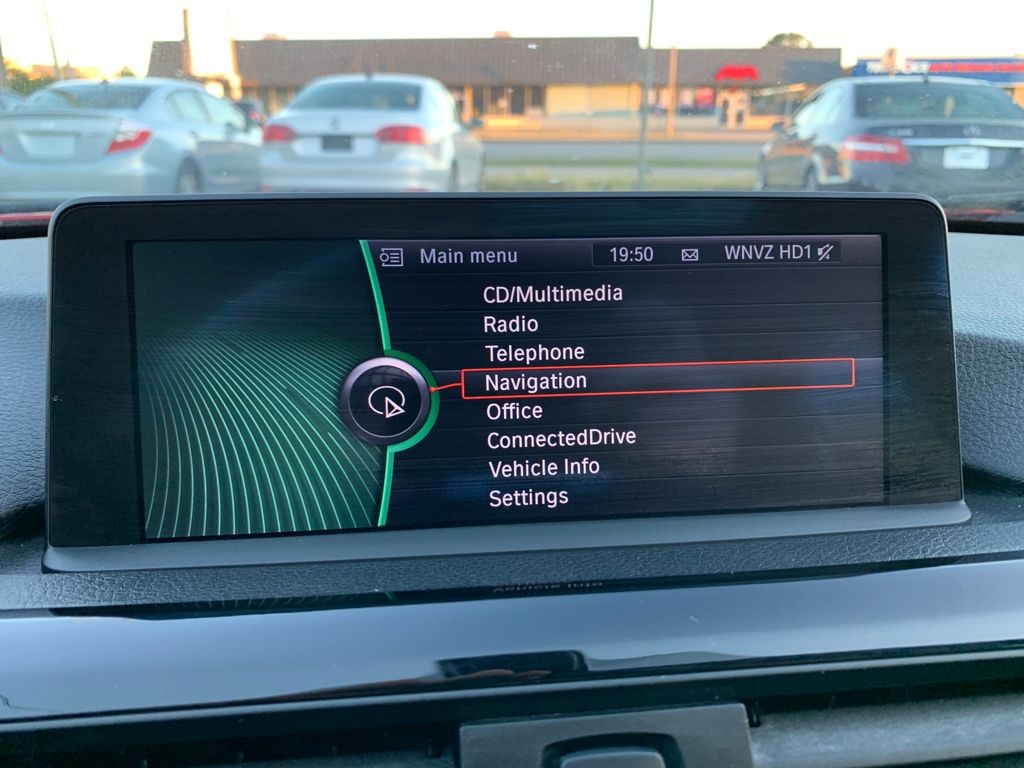 Main menu 19:50 WNVZ HD1
CD/Multimedia
Radio
Telephone
Navigation
Office
ConnectedDrive
Vehicle Info
Settings